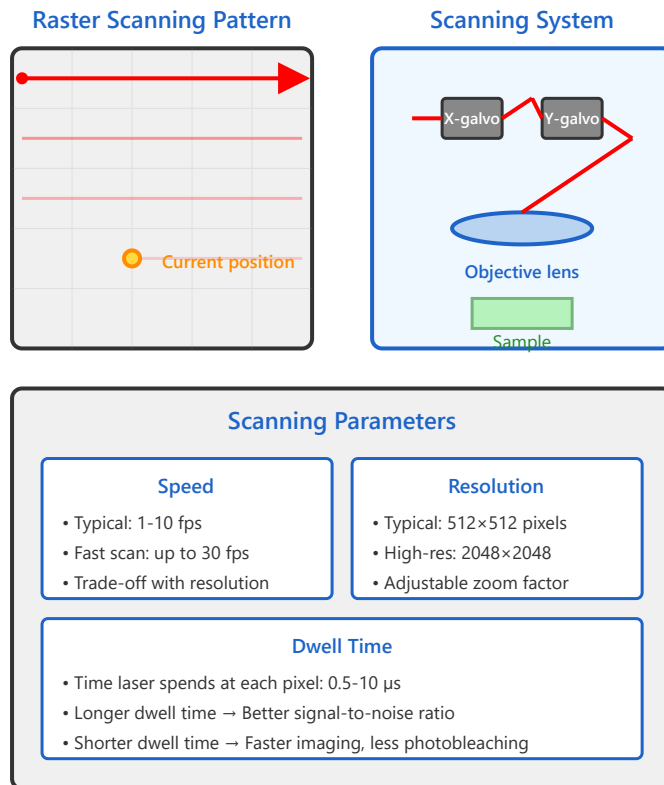 Raster Scanning Pattern
Current position
Scanning System
X-galvo
Y-galvo
Objective lens
Sample
Scanning Parameters
Speed
• Typical: 1-10 fps
• Fast scan: up to 30 fps
• Trade-off with resolution
Resolution
• Typical: 512×512 pixels
• High-res: 2048×2048
• Adjustable zoom factor
Dwell Time
• Time laser spends at each pixel: 0.5-10 μs
• Longer dwell time → Better signal-to-noise ratio
• Shorter dwell time → Faster imaging, less photobleaching